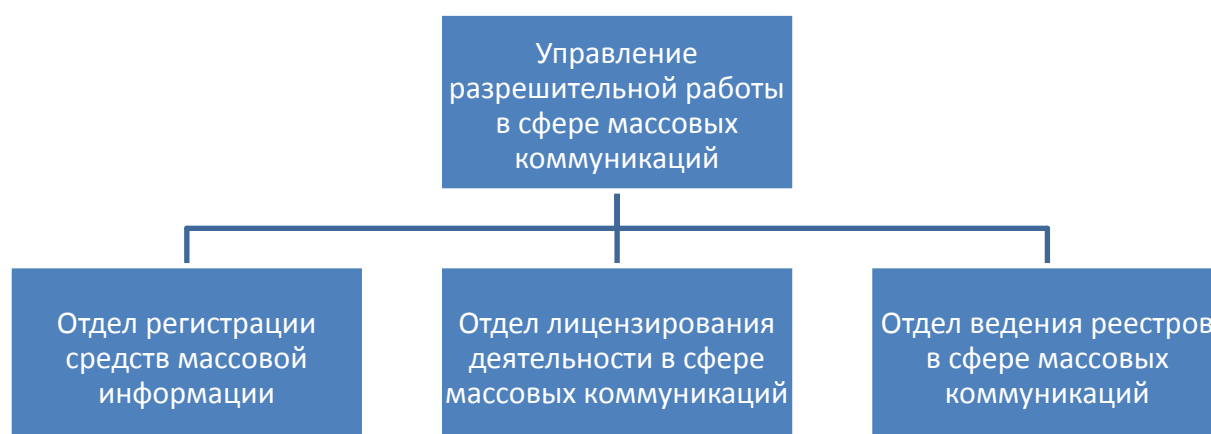 Управление
разрешительной работы
в сфере массовых
коммуникаций
Отдел регистрации
средств массовой
информации
Отдел лицензирования
деятельности в сфере
массовых коммуникаций
Отдел ведения реестров
в сфере массовых
коммуникаций